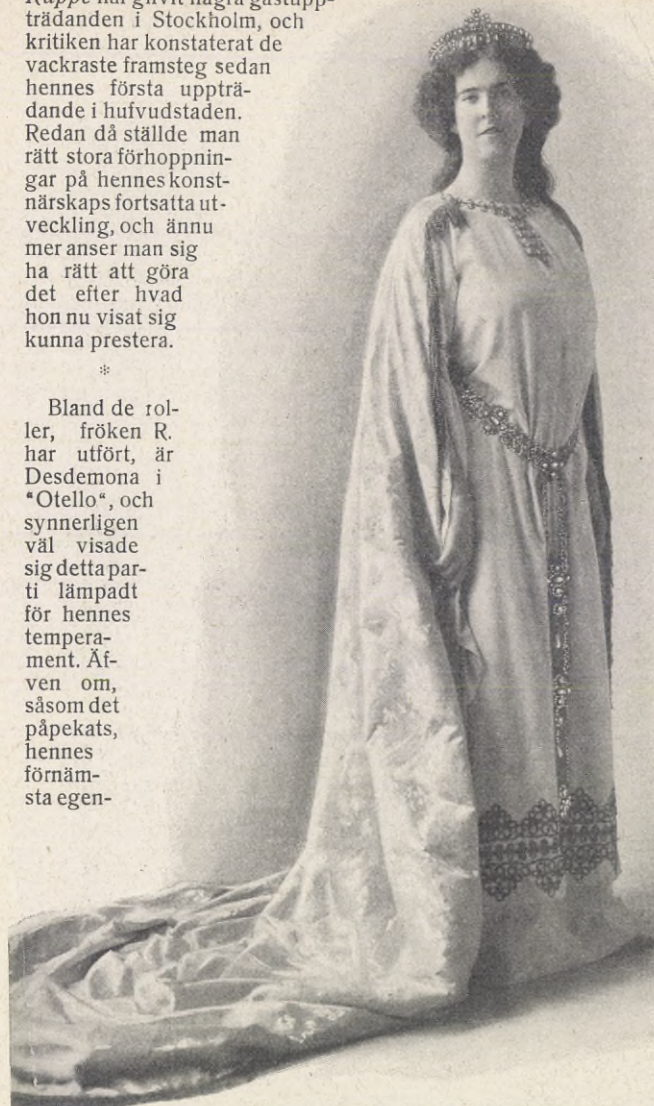 träddanden i Stockholm, och
kritiken har konstaterat de
vackraste framsteg sedan
hennes första uppträ-
dande i hufvudstaden.
Redan då ställde man
rätt stora förhoppnin-
gar på hennes konst-
närskaps fortsatta ut-
veckling, och ännu
mer anser man sig
ha rätt att göra
det efter hvad
hon nu visat sig
kunna prestera.
*
Bland de rol-
ler, fröken R.
har utfört, är
Desdemona i
"Otello", och
synnerligen
väl visade
sig detta par-
ti lämpadt
för hennes
tempera-
ment. Äf-
ven om,
såsom det
påpekats,
hennes
förnäm-
sta egen-